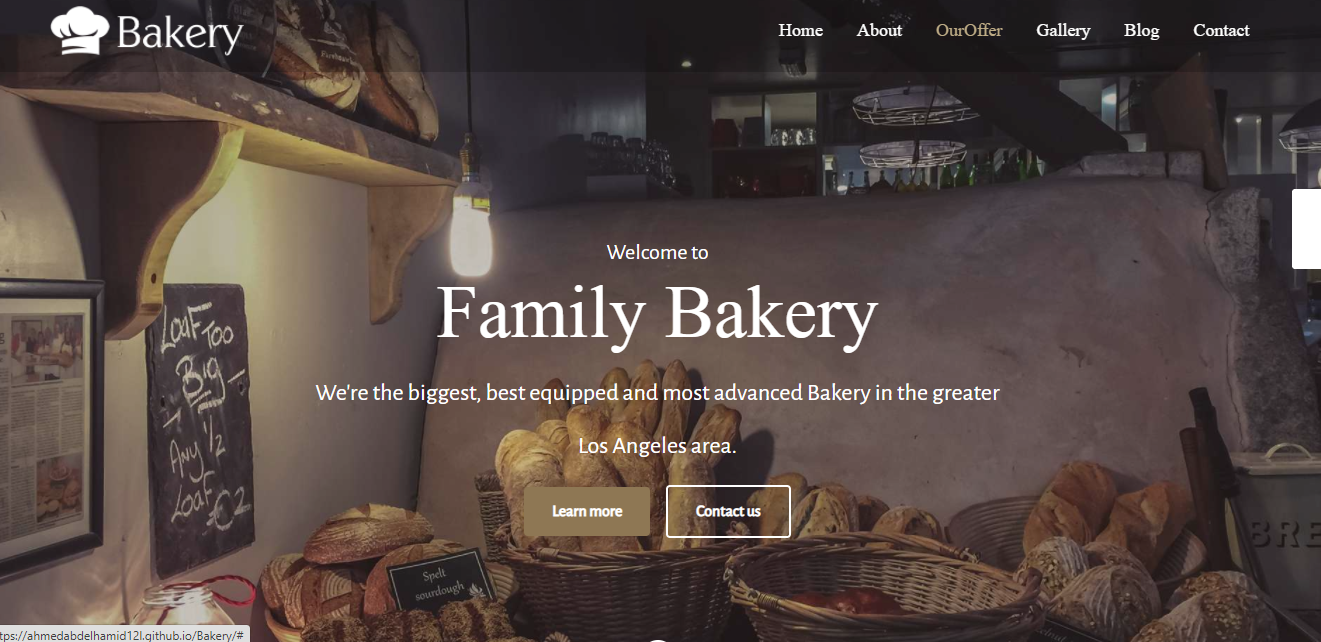 Bakery
Home About OurOffer Gallery Blog Contact
Welcome to
Family Bakery
We're the biggest, best equipped and most advanced Bakery in the greater
Los Angeles area.
Learn more Contact us
LOAF TOO
BIG
ANY ½
LOAF €2
Spelt
sourdough
BRE
tps://ahmedabdelhamid12l.github.io/Bakery/#